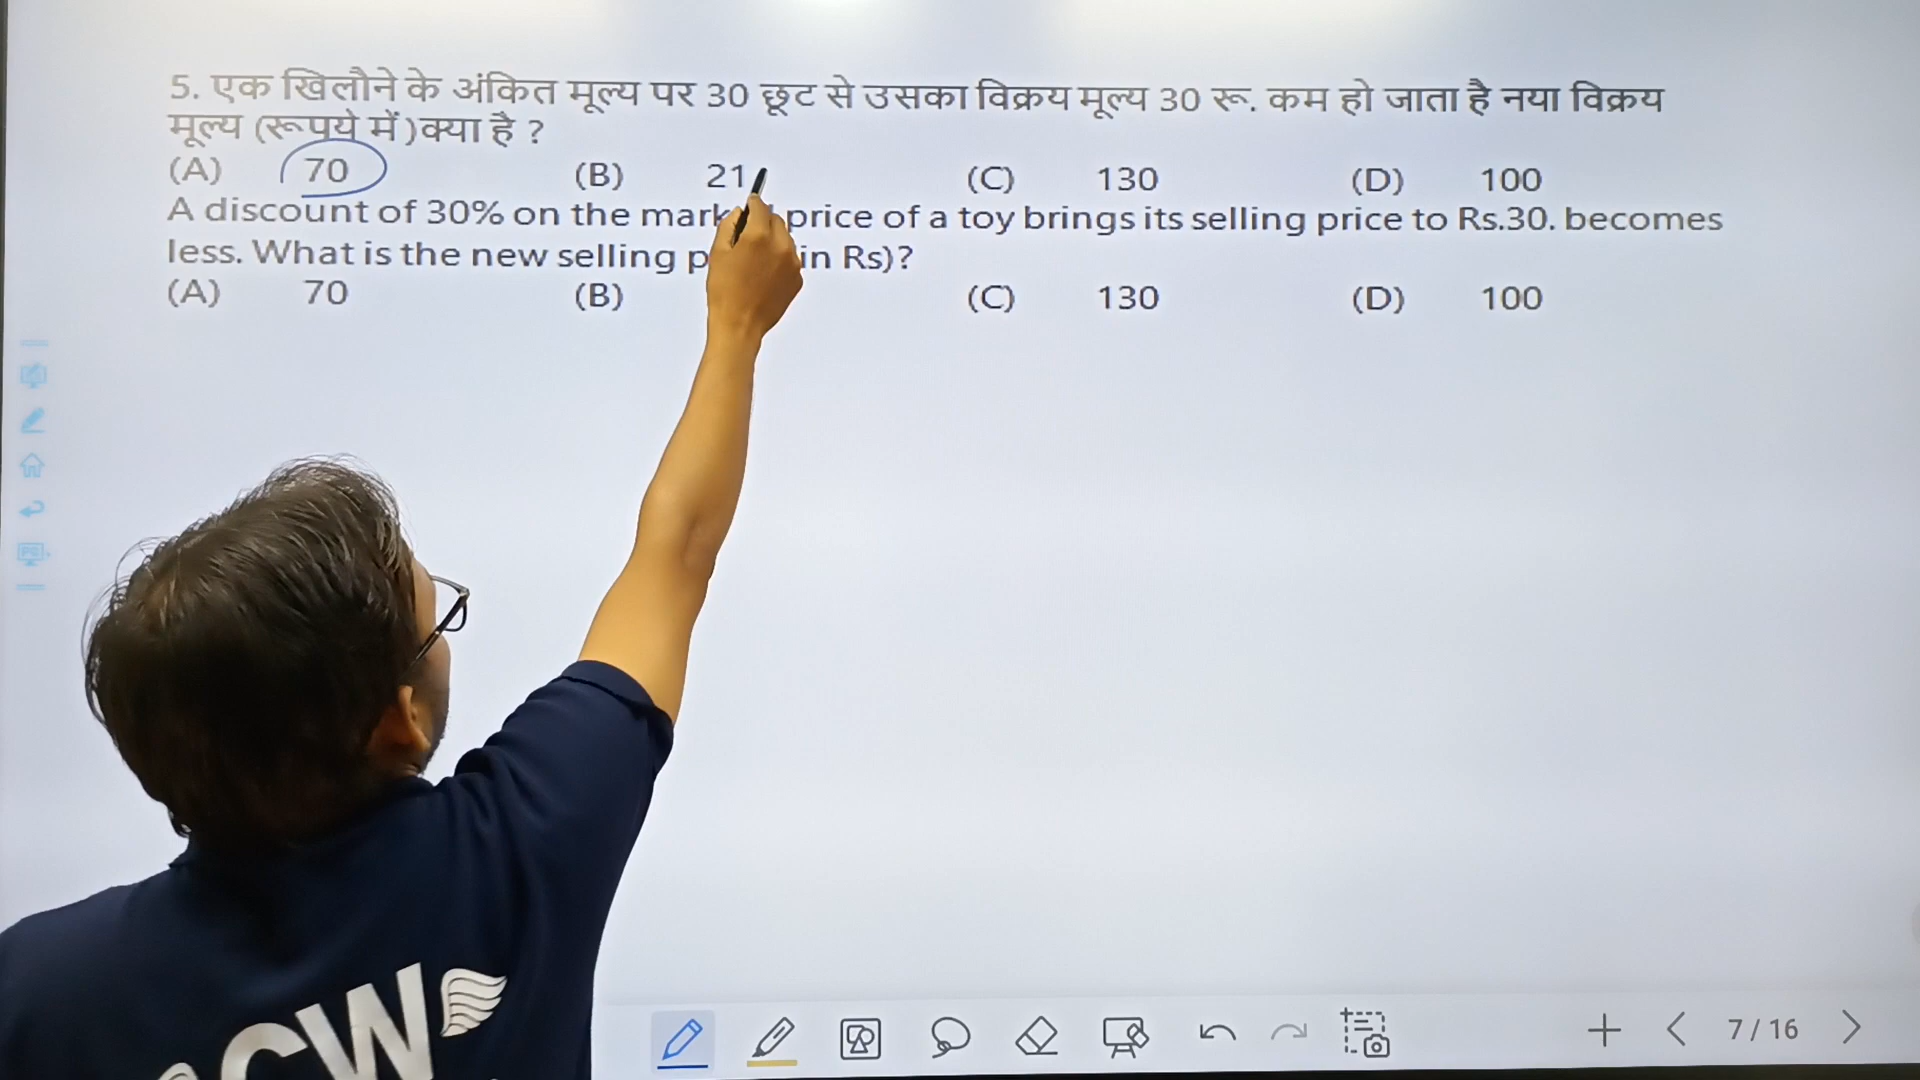 5. एक खिलौने के अंकित मूल्य पर 30 छूट से उसका विक्रय मूल्य 30 रू. कम हो जाता है नया विक्रय
मूल्य (रूपये में )क्या है ?
(A) 70 (B) 21 (C) 130 (D) 100
A discount of 30% on the price of a toy brings its selling price to Rs.30. becomes
less. What is the new selling in Rs)?
(A) 70 (B) (C) 130 (D) 100
7 / 16
CW